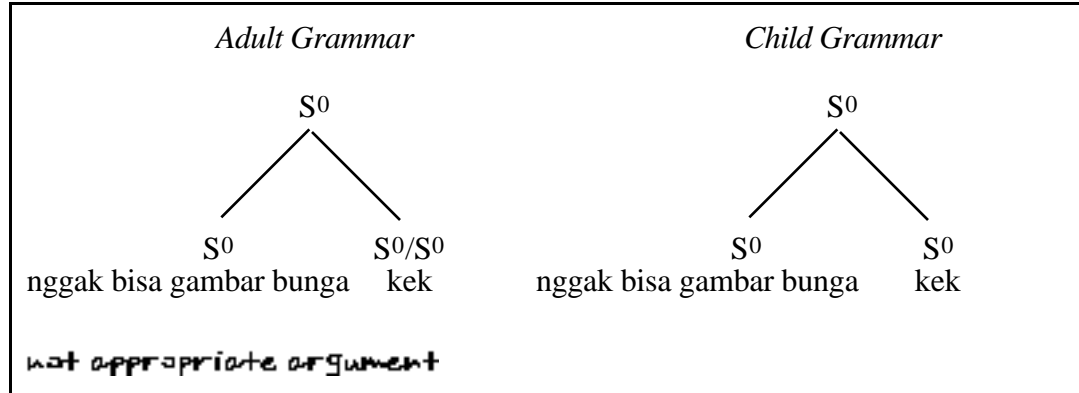 Adult Grammar Child Grammar
S0 S0
S0 S0/S0 S0 S0
nggak bisa gambar bunga kek nggak bisa gambar bunga kek
not appropriate argument